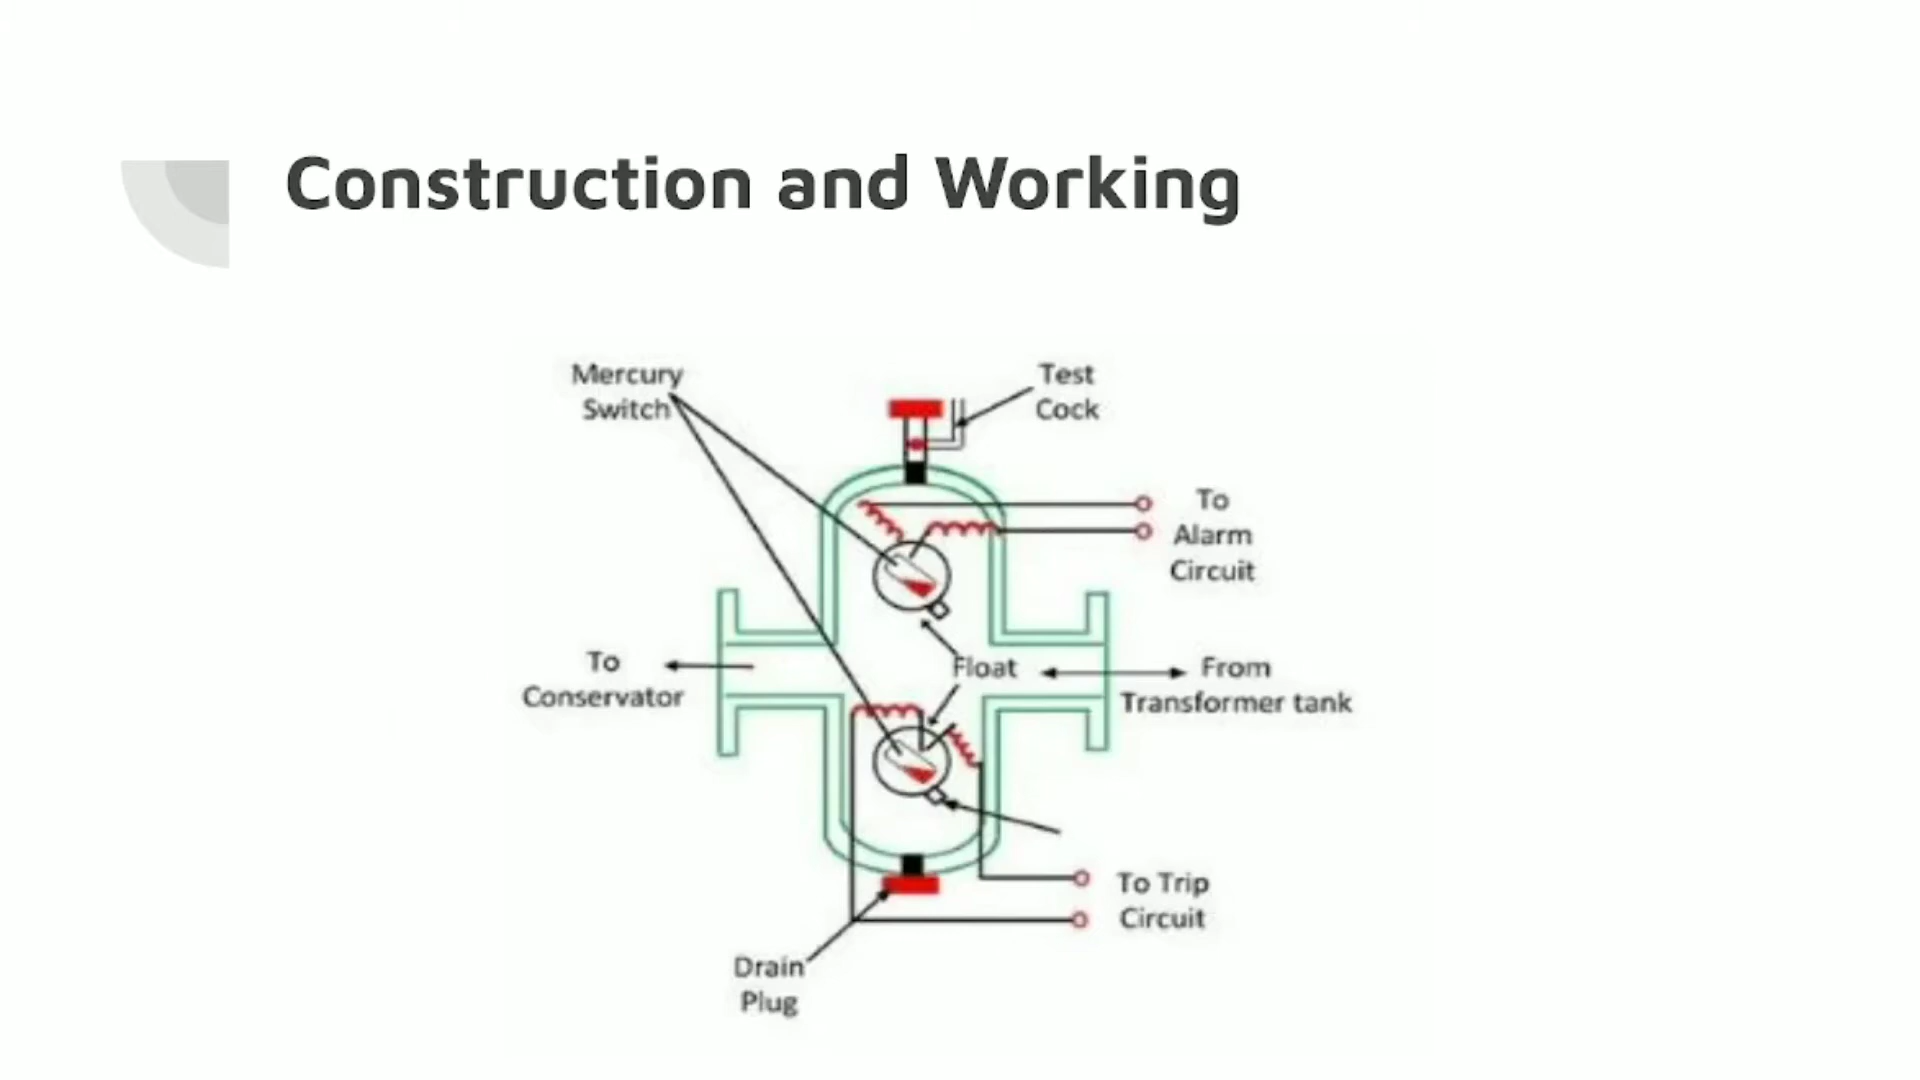 Construction and Working
Mercury
Switch
Test
Cock
To
Alarm
Circuit
Float
To
Conservator
From
Transformer tank
To Trip
Circuit
Drain
Plug